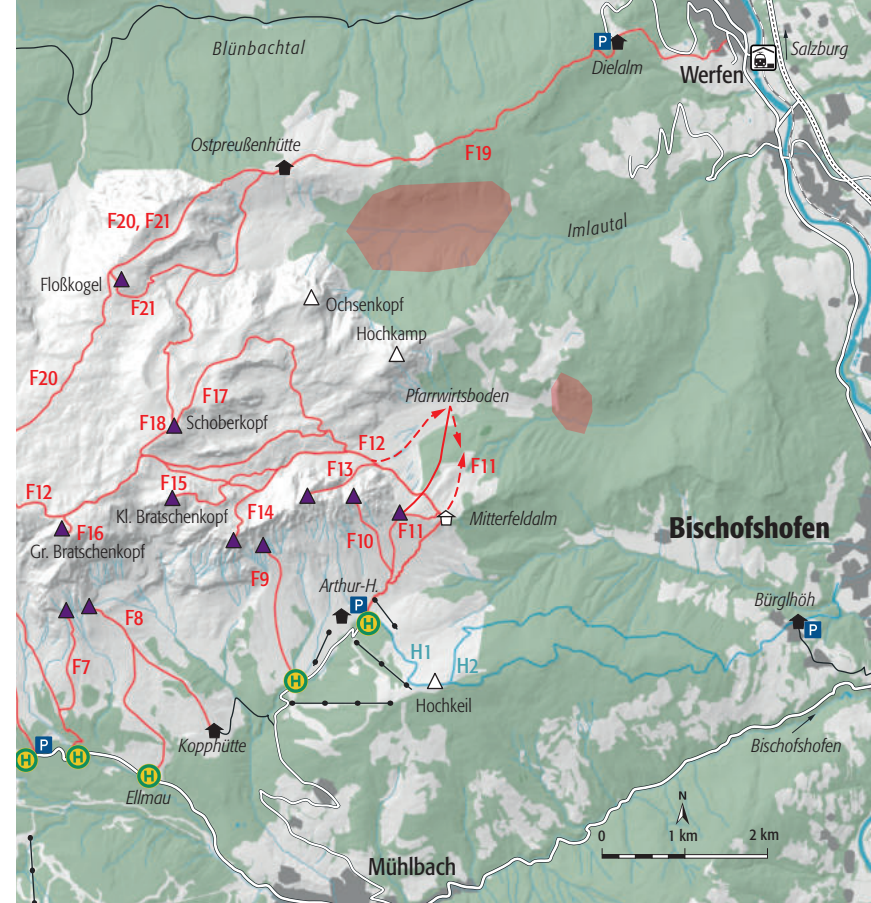 Blünbachtal
P
Dielalm
Werfen
Salzburg
Ostpreußenhütte
F19
F20, F21
Imlautal
Floßkogel
F21
Ochsenkopf
Hochkamp
F20
F17
Pfarrwirtsboden
F18
Schoberkopf
F12
F11
F13
F12
F15
Kl. Bratschenkopf
F14
Mitterfeldalm
F16
Gr. Bratschenkopf
F11
F10
Bischofshofen
F9
Arthur-H.
P
Bürglhöh
P
F8
H
H1
H2
F7
H
Hochkeil
Kopphütte
P
H
H
H
Ellmau
Bischofshofen
N
0 1 km 2 km
Mühlbach